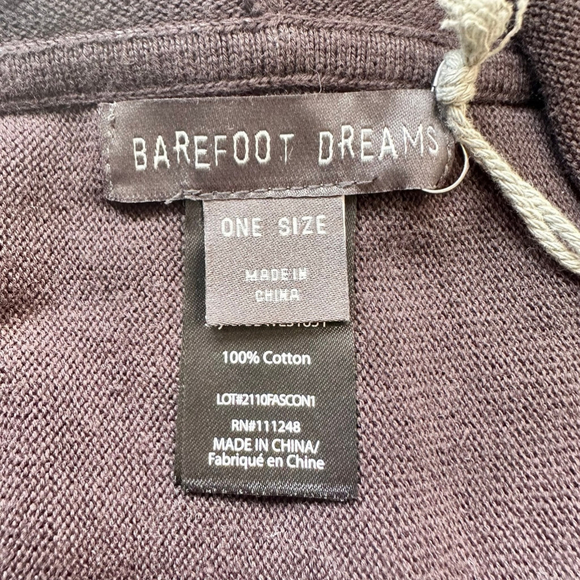 BAREFOOT DREAMS
ONE SIZE
MADE IN
CHINA
100% Cotton
LOT#2110FASCON1
RN#111248
MADE IN CHINA/
Fabriqué en Chine